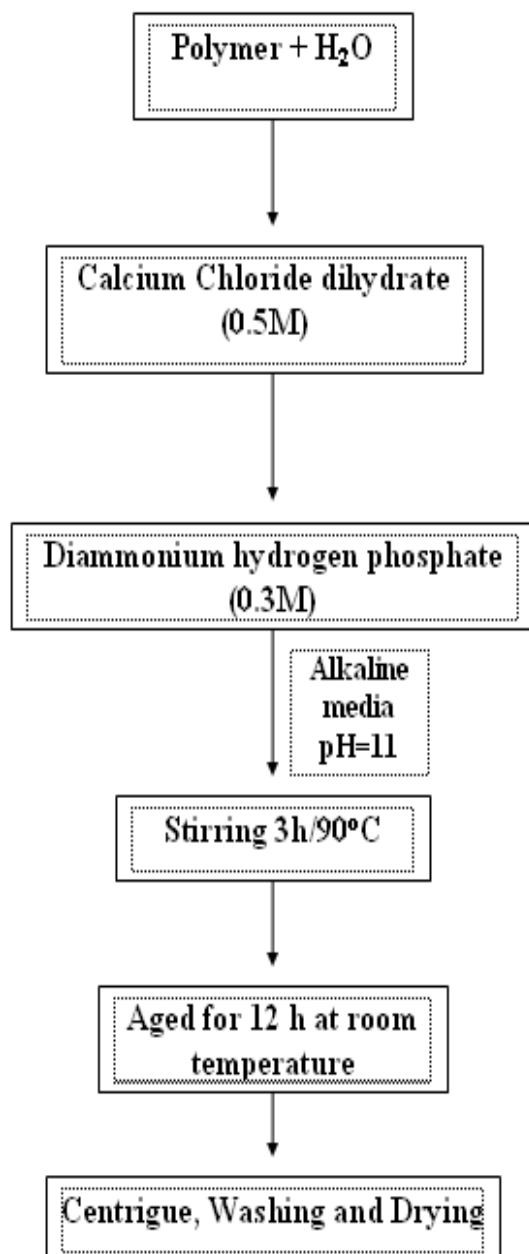 Polymer + H₂O
Calcium Chloride dihydrate
(0.5M)
Diammonium hydrogen phosphate
(0.3M)
Alkaline
media
pH=11
Stirring 3h/90°C
Aged for 12 h at room
temperature
Centrigue, Washing and Drying